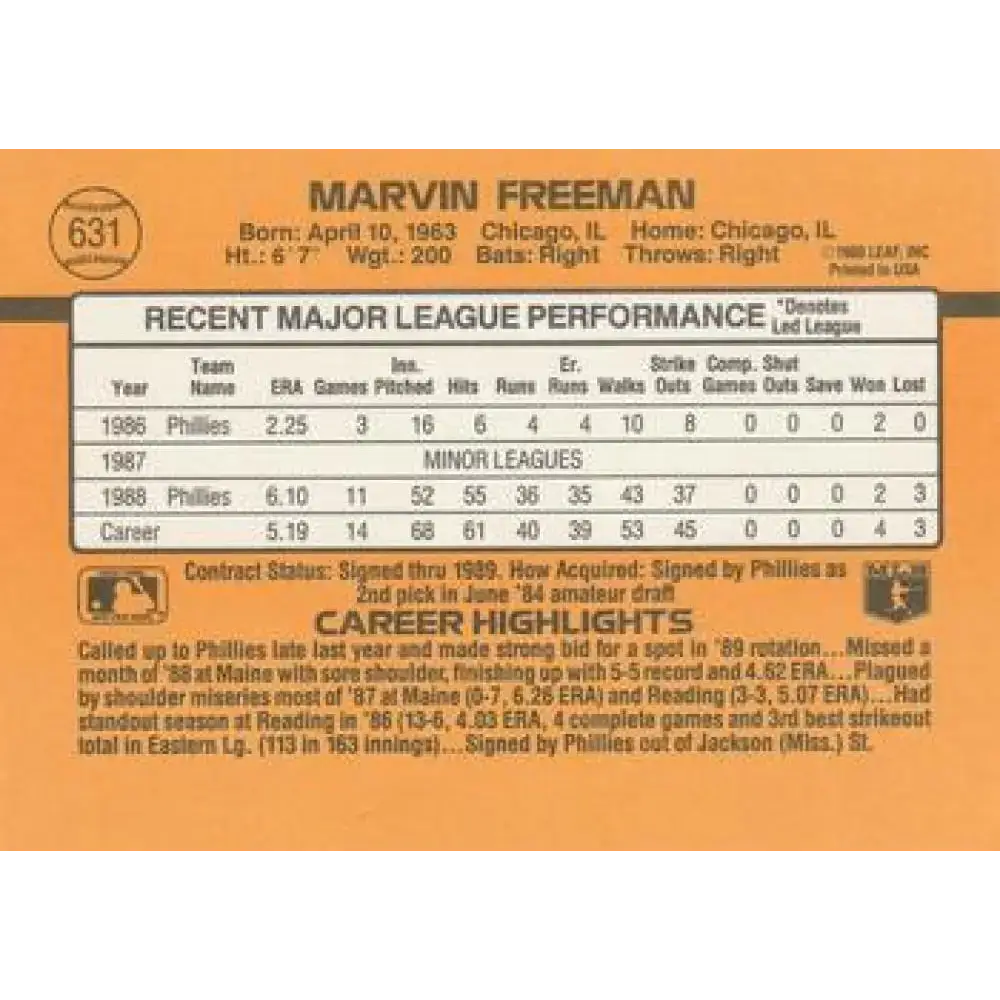 631
MARVIN FREEMAN
Born: April 10, 1963 Chicago, IL Home: Chicago, IL
Ht.: 6'7" Wgt.: 200 Bats: Right Throws: Right
LEAF, INC
Printed in USA
RECENT MAJOR LEAGUE PERFORMANCE *Denotes Led League
Year Team Name ERA Games Inn. Pitched Hits Runs Er. Runs Walks Strike Outs Comp. Games Shut Outs Save Won Lost
1986 Phillies 2.25 3 16 6 4 4 10 8 0 0 0 2 0
1987 MINOR LEAGUES
1988 Phillies 6.10 11 52 55 36 35 43 37 0 0 0 2 3
Career 5.19 14 68 61 40 39 53 45 0 0 0 4 3
Contract Status: Signed thru 1989. How Acquired: Signed by Phillies as
2nd pick in June '84 amateur draft
CAREER HIGHLIGHTS
Called up to Phillies late last year and made strong bid for a spot in '89 rotation...Missed a
month of '88 at Maine with sore shoulder, finishing up with 5-5 record and 4.62 ERA...Plagued
by shoulder miseries most of '87 at Maine (0-7, 6.26 ERA) and Reading (3-3, 5.07 ERA)...Had
standout season at Reading in '86 (13-6, 4.03 ERA, 4 complete games and 3rd best strikeout
total in Eastern Lg. (113 in 163 innings)...Signed by Phillies out of Jackson (Miss.) St.